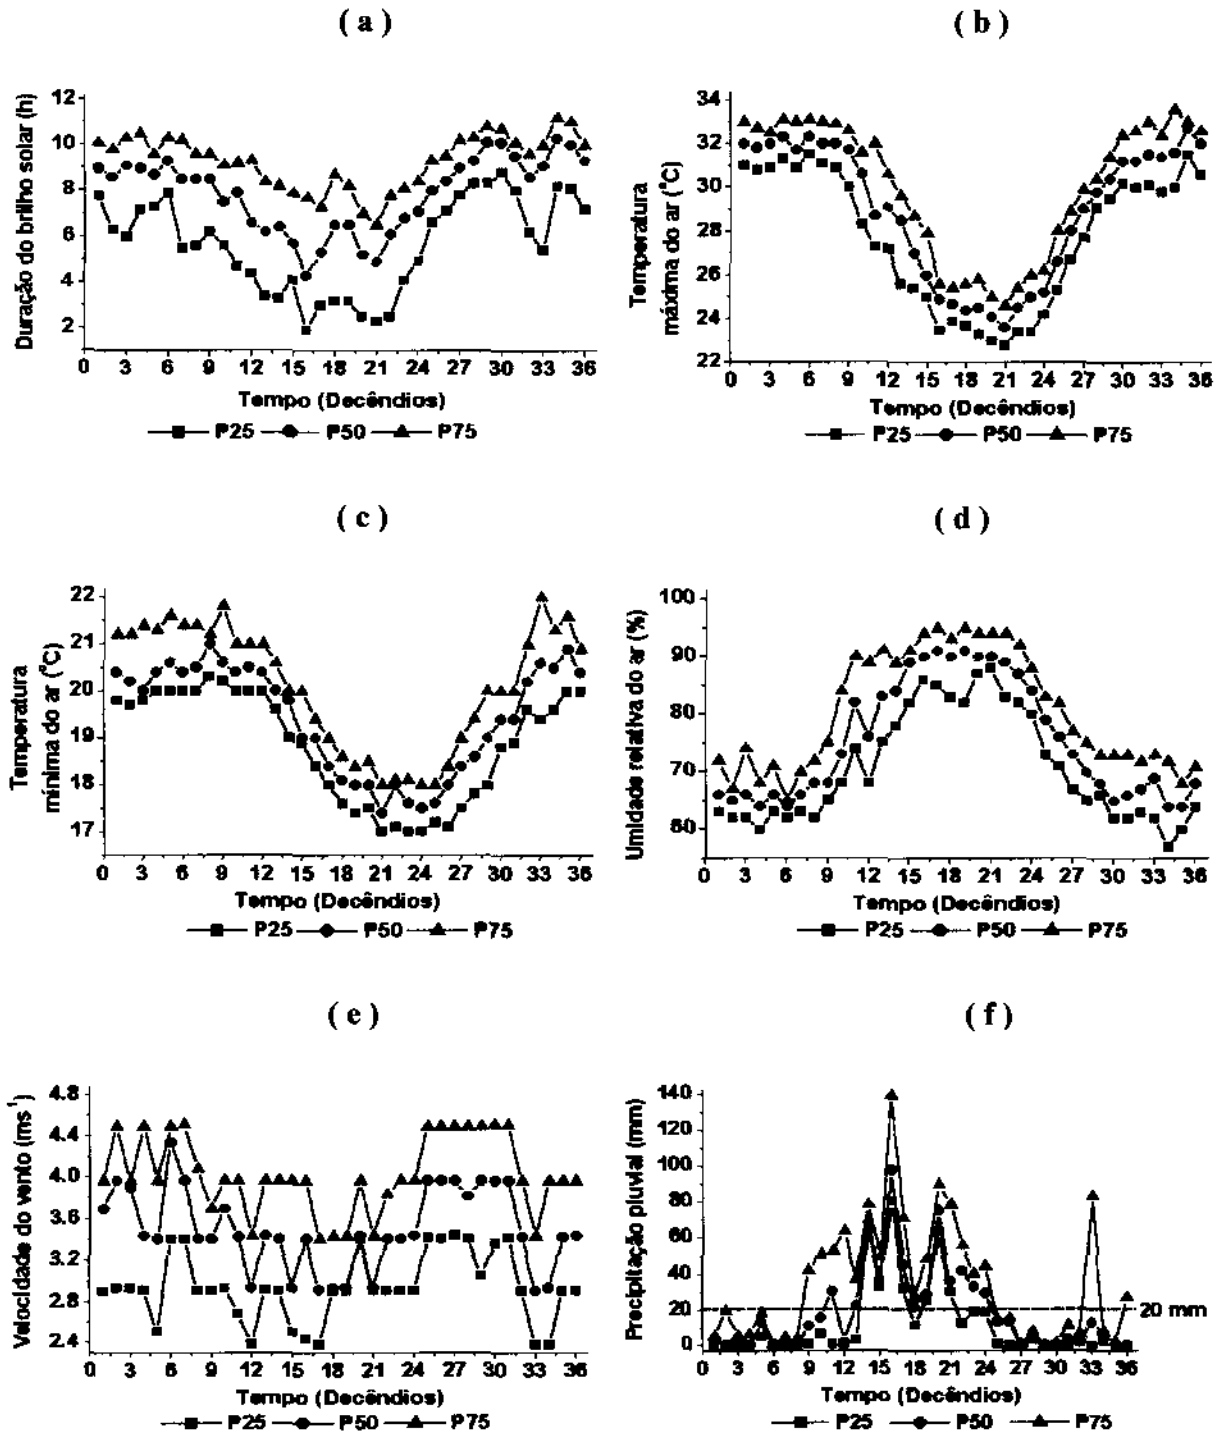 ( a )
Duração do brilho solar (h)
12
10
8
6
4
2
0 3 6 9 12 15 18 21 24 27 30 33 36
Tempo (Decêndios)
P25 P50 P75
( b )
Temperatura
máxima do ar (°C)
34
32
30
28
26
24
22
0 3 6 9 12 15 18 21 24 27 30 33 36
Tempo (Decêndios)
P25 P50 P75
( c )
Temperatura
mínima do ar (°C)
22
21
20
19
18
17
0 3 6 9 12 15 18 21 24 27 30 33 36
Tempo (Decêndios)
P25 P50 P75
( d )
Umidade relativa do ar (%)
100
90
80
70
60
0 3 6 9 12 15 18 21 24 27 30 33 36
Tempo (Decêndios)
P25 P50 P75
( e )
Velocidade do vento (ms⁻¹)
4.8
4.4
4.0
3.6
3.2
2.8
2.4
0 3 6 9 12 15 18 21 24 27 30 33 36
Tempo (Decêndios)
P25 P50 P75
( f )
Precipitação pluvial (mm)
140
120
100
80
60
40
20
0
20 mm
0 3 6 9 12 15 18 21 24 27 30 33 36
Tempo (Decêndios)
P25 P50 P75